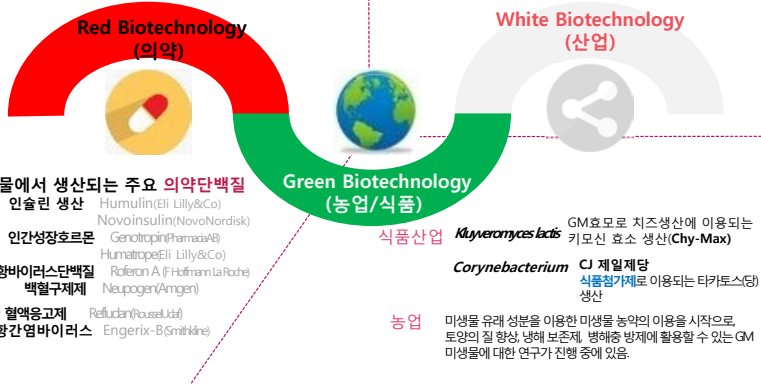 Red Biotechnology
(의약)
White Biotechnology
(산업)
Green Biotechnology
(농업/식품)
물에서 생산되는 주요 의약단백질
인슐린 생산 Humulin(Eli Lilly&Co)
Novoinsulin(NovoNordisk)
인간성장호르몬 Genotropin(PharmaciaAB)
Humatrope(Eli Lilly&Co)
항바이러스단백질 Roferon A (F Hoffmann La Roche)
백혈구제제 Neupogen(Amgen)
혈액응고제 Refludan(RousselUdaf)
항간염바이러스 Engerix-B(Smithkline)
식품산업 Kluyveromyces lactis GM효모로 치즈생산에 이용되는
키모신 효소 생산(Chy-Max)
Corynebacterium CJ 제일제당
식품첨가제로 이용되는 타카토스(당)
생산
농업 미생물 유래 성분을 이용한 미생물 농약의 이용을 시작으로,
토양의 질 향상, 냉해 보존제, 병해충 방제에 활용할 수 있는 GM
미생물에 대한 연구가 진행 중에 있음.